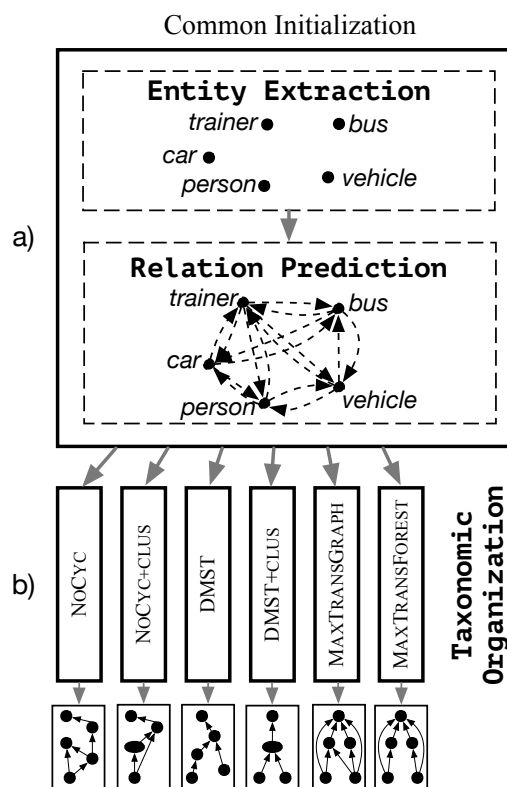 Common Initialization
Entity Extraction
trainer
bus
car
person
vehicle
a)
Relation Prediction
trainer
bus
car
person
vehicle
b)
NOCYC
NOCYC+CLUS
DMST
DMST+CLUS
MAXTRANSGRAPH
MAXTRANSFOREST
Taxonomic
Organization